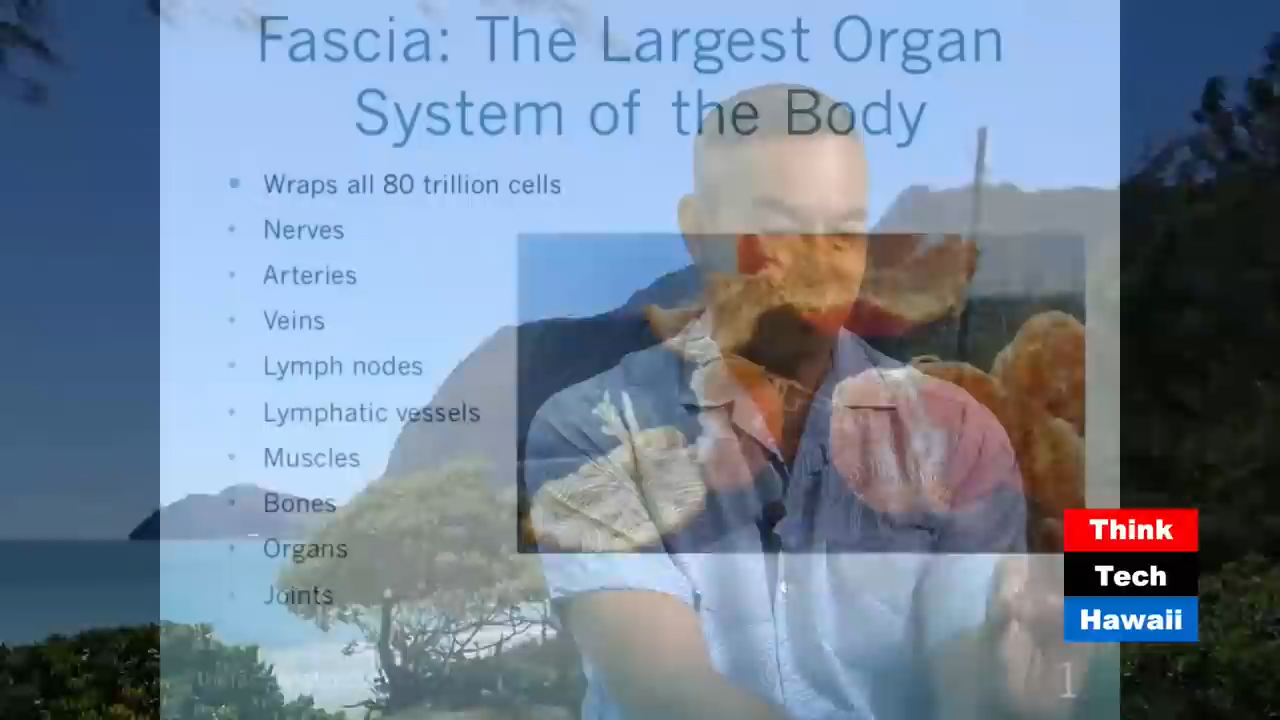 Fascia: The Largest Organ
System of the Body
Wraps all 80 trillion cells
Nerves
Arteries
Veins
Lymph nodes
Lymphatic vessels
Muscles
Bones
Organs
Joints
1
Think
Tech
Hawaii